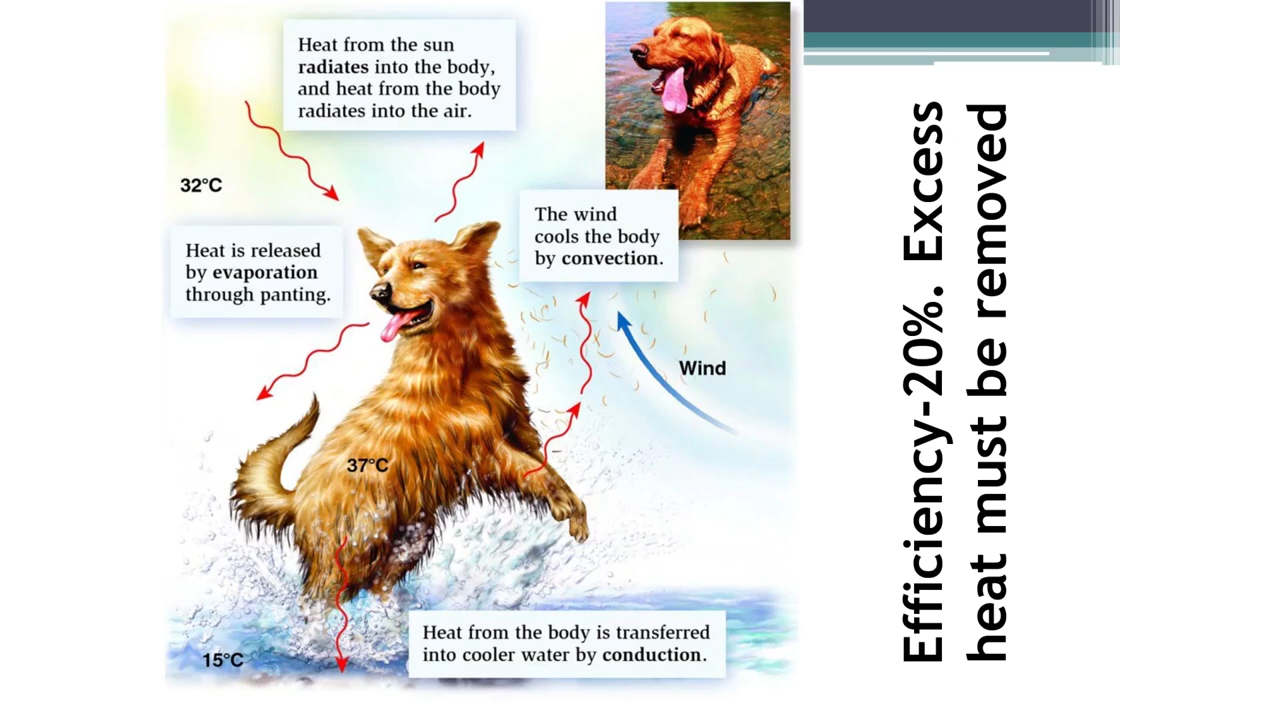 Heat from the sun
radiates into the body,
and heat from the body
radiates into the air.
32°C
Heat is released
by evaporation
through panting.
The wind
cools the body
by convection.
Wind
37°C
Heat from the body is transferred
into cooler water by conduction.
15°C
Efficiency-20%. Excess
heat must be removed